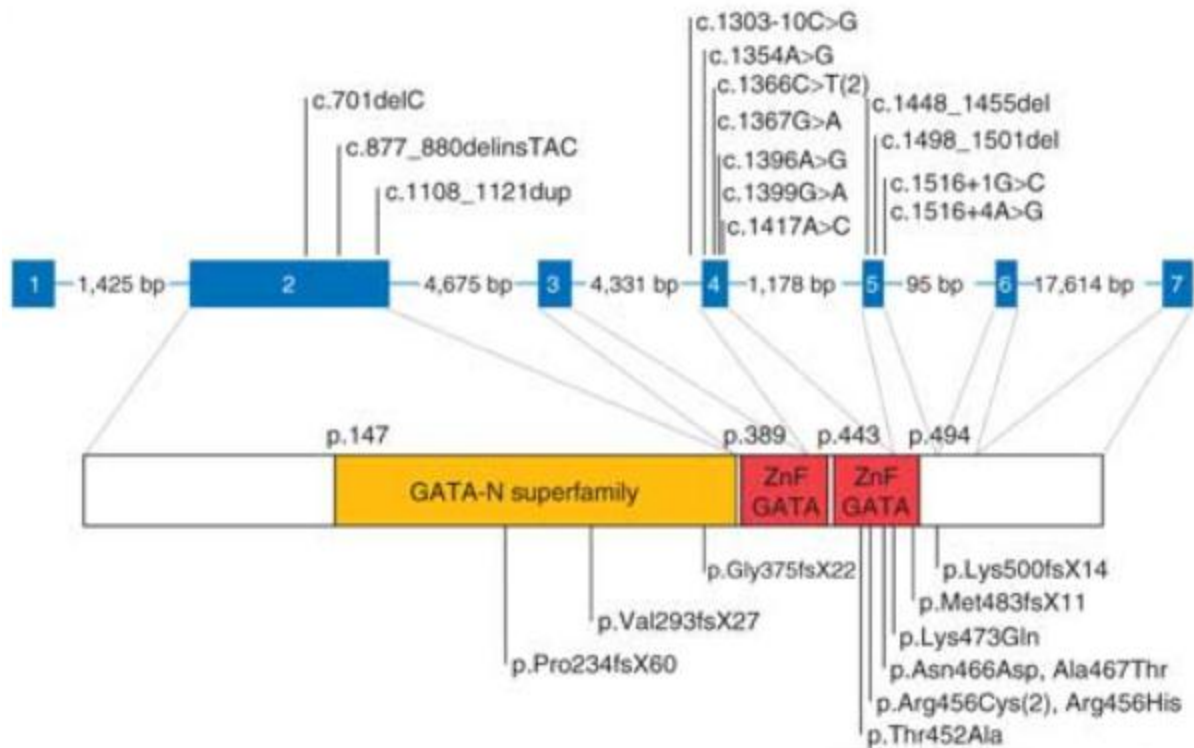 c.1303-10C>G
c.1354A>G
c.1366C>T(2)
c.1367G>A
c.1396A>G
c.1399G>A
c.1417A>C
c.701delC
c.877_880delinsTAC
c.1108_1121dup
c.1448_1455del
c.1498_1501del
c.1516+1G>C
c.1516+4A>G
1 1,425 bp 2 4,675 bp 3 4,331 bp 4 1,178 bp 5 95 bp 6 17,614 bp 7
p.147 p.389 p.443 p.494
GATA-N superfamily
ZnF
GATA
ZnF
GATA
p.Gly375fsX22
p.Val293fsX27
p.Pro234fsX60
p.Lys500fsX14
p.Met483fsX11
p.Lys473Gln
p.Asn466Asp, Ala467Thr
p.Arg456Cys(2), Arg456His
p.Thr452Ala